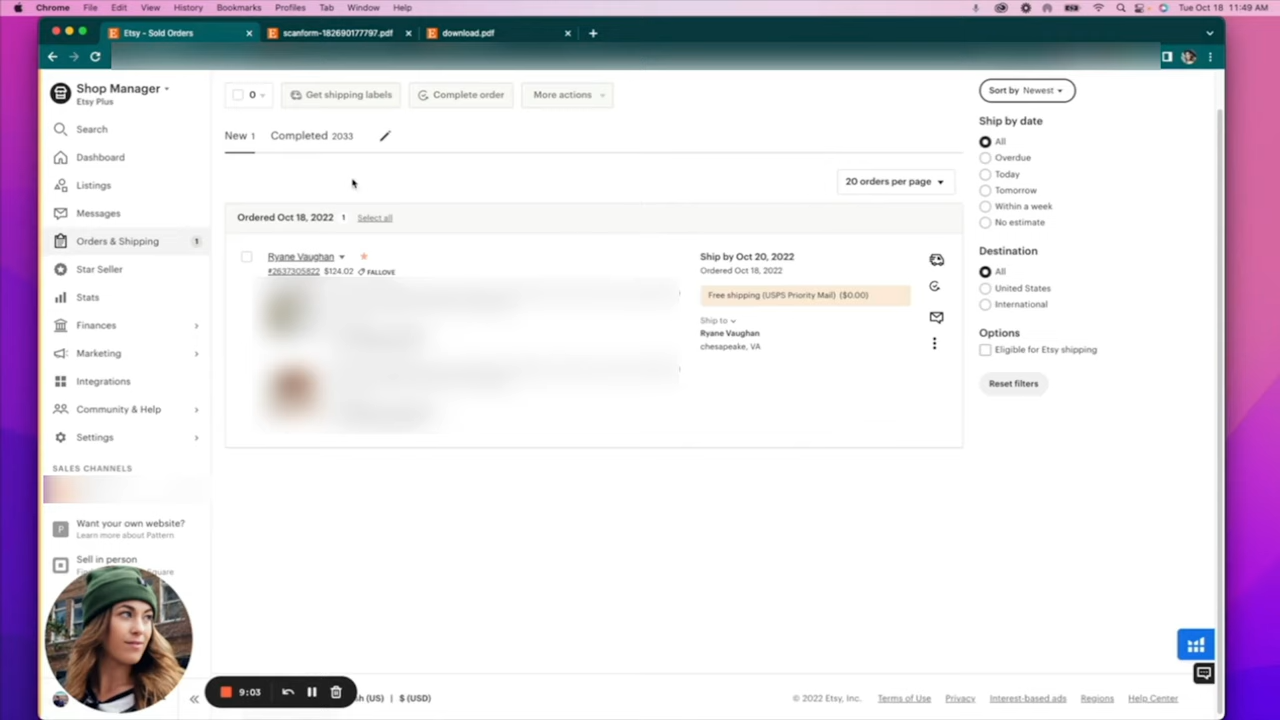 Chrome File Edit View History Bookmarks Profiles Tab Window Help Tue Oct 18 11:49 AM
Etsy - Sold Orders scanform-182690177797.pdf download.pdf
Shop Manager
Etsy Plus
Search
Dashboard
Listings
Messages
Orders & Shipping 1
Star Seller
Stats
Finances
Marketing
Integrations
Community & Help
Settings
SALES CHANNELS
P Want your own website?
Learn more about Pattern
Sell in person
0 Get shipping labels Complete order More actions
New 1 Completed 2033
20 orders per page
Ordered Oct 18, 2022 1 Select all
Ryane Vaughan
#2637305822 $124.02 FALLOVE
Ship by Oct 20, 2022
Ordered Oct 18, 2022
Free shipping (USPS Priority Mail) ($0.00)
Ship to
Ryane Vaughan
chesapeake, VA
Sort by Newest
Ship by date
All
Overdue
Today
Tomorrow
Within a week
No estimate
Destination
All
United States
International
Options
Eligible for Etsy shipping
Reset filters
9:03
(US) | $ (USD)
© 2022 Etsy, Inc. Terms of Use Privacy Interest-based ads Regions Help Center